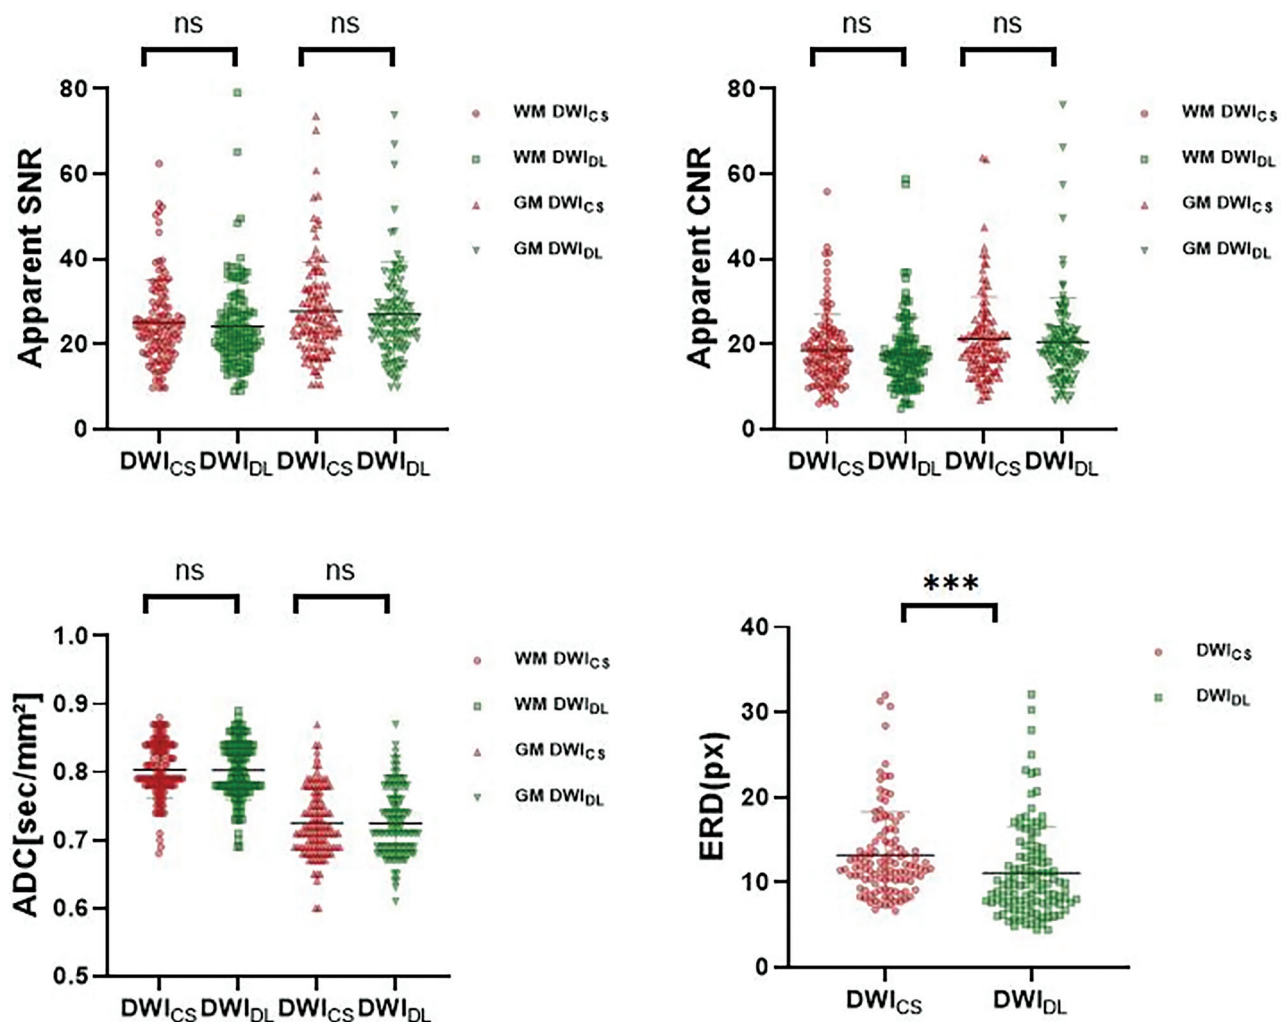 ns ns
80
60
40
20
0
Apparent SNR
WM DWICS
WM DWIDL
GM DWICS
GM DWIDL
DWICS DWIDL DWICS DWIDL
ns ns
80
60
40
20
0
Apparent CNR
WM DWICS
WM DWIDL
GM DWICS
GM DWIDL
DWICS DWIDL DWICS DWIDL
ns ns
1.0
0.9
0.8
0.7
0.6
0.5
ADC[sec/mm²]
WM DWICS
WM DWIDL
GM DWICS
GM DWIDL
DWICS DWIDL DWICS DWIDL
***
40
30
20
10
0
ERD(px)
DWICS
DWIDL
DWICS DWIDL